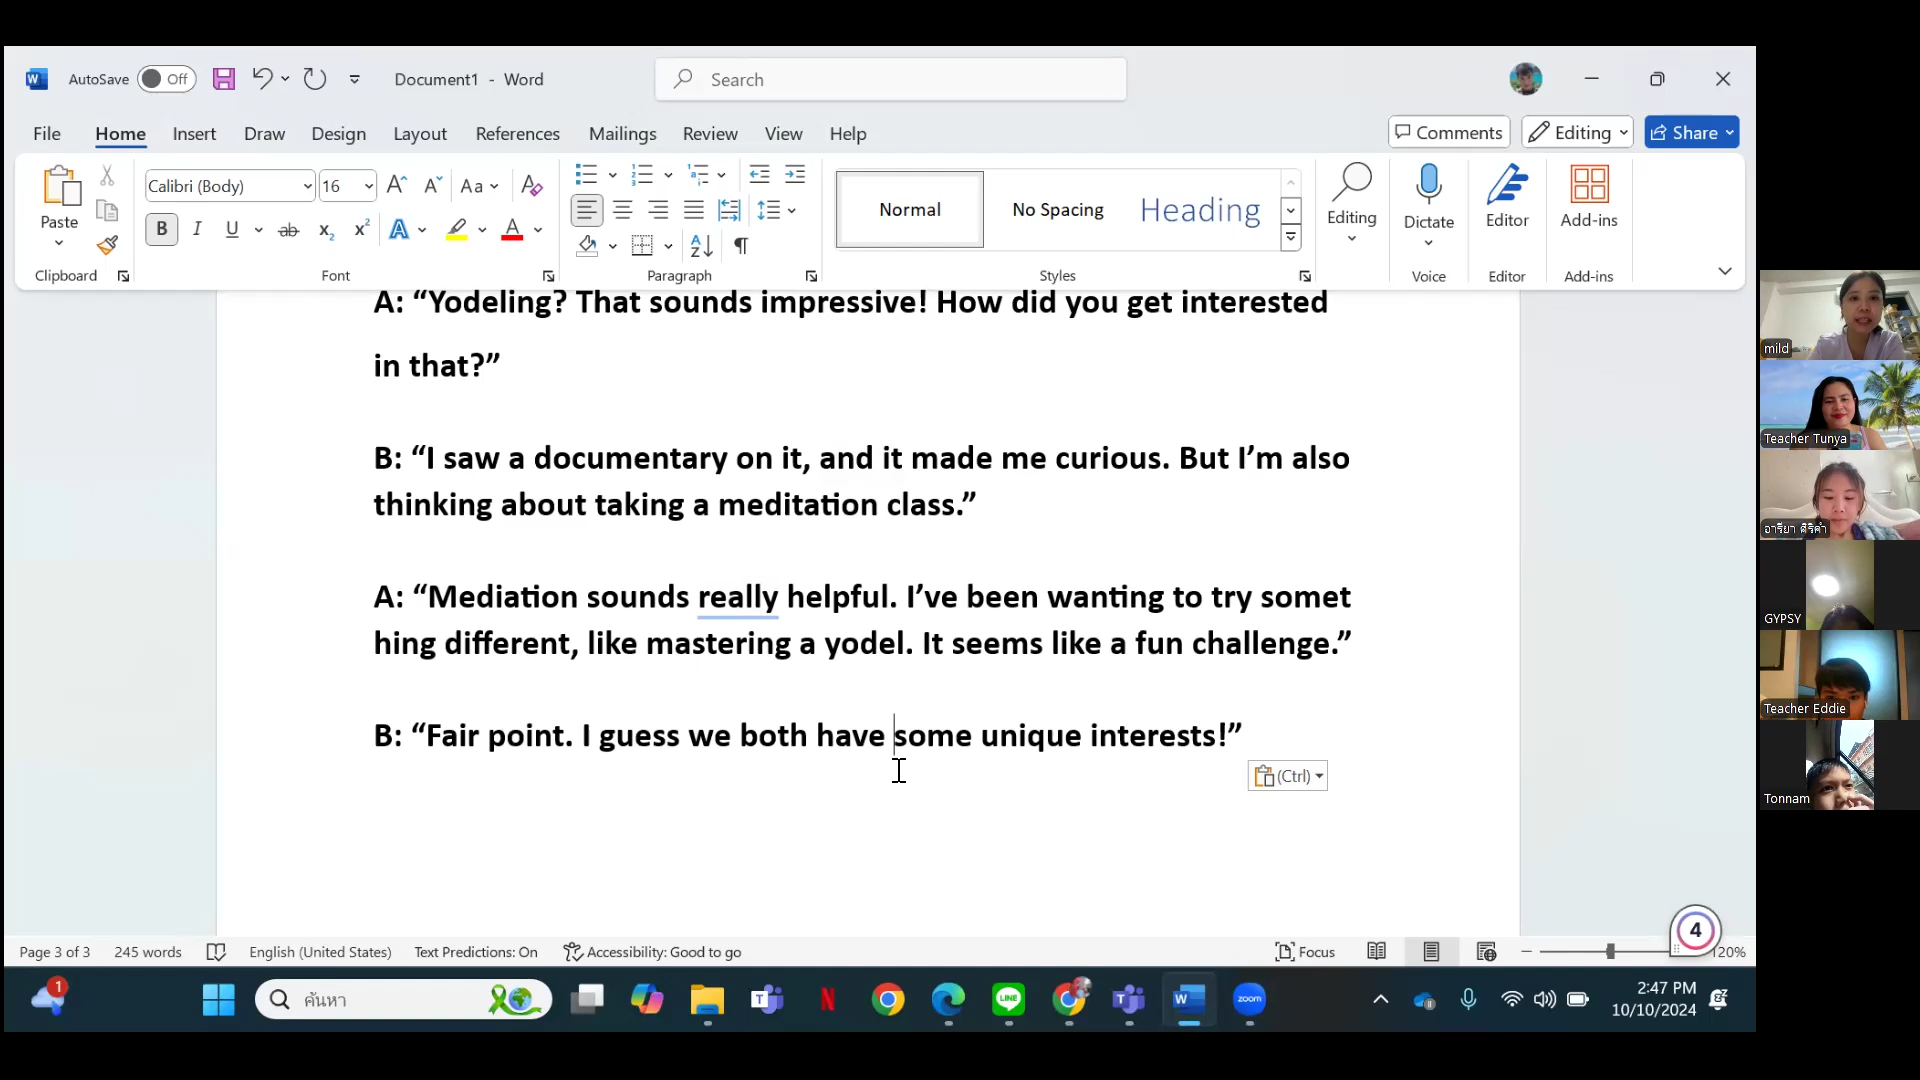 AutoSave Off Document1 - Word Search
File Home Insert Draw Design Layout References Mailings Review View Help Comments Editing Share
Paste Calibri (Body) 16 Aa Normal No Spacing Heading Editing Dictate Editor Add-ins
B I U ab x₂ x² A A
Clipboard Font Paragraph Styles Voice Editor Add-ins
A: “Yodeling? That sounds impressive! How did you get interested
in that?”
B: “I saw a documentary on it, and it made me curious. But I’m also
thinking about taking a meditation class.”
A: “Mediation sounds really helpful. I’ve been wanting to try somet
hing different, like mastering a yodel. It seems like a fun challenge.”
B: “Fair point. I guess we both have some unique interests!”
(Ctrl)
mild
Teacher Tunya
อารียา ศิริคำ
GYPSY
Teacher Eddie
Tonnam
4
Page 3 of 3 245 words English (United States) Text Predictions: On Accessibility: Good to go Focus 120%
1 ค้นหา LINE zoom 2:47 PM
10/10/2024